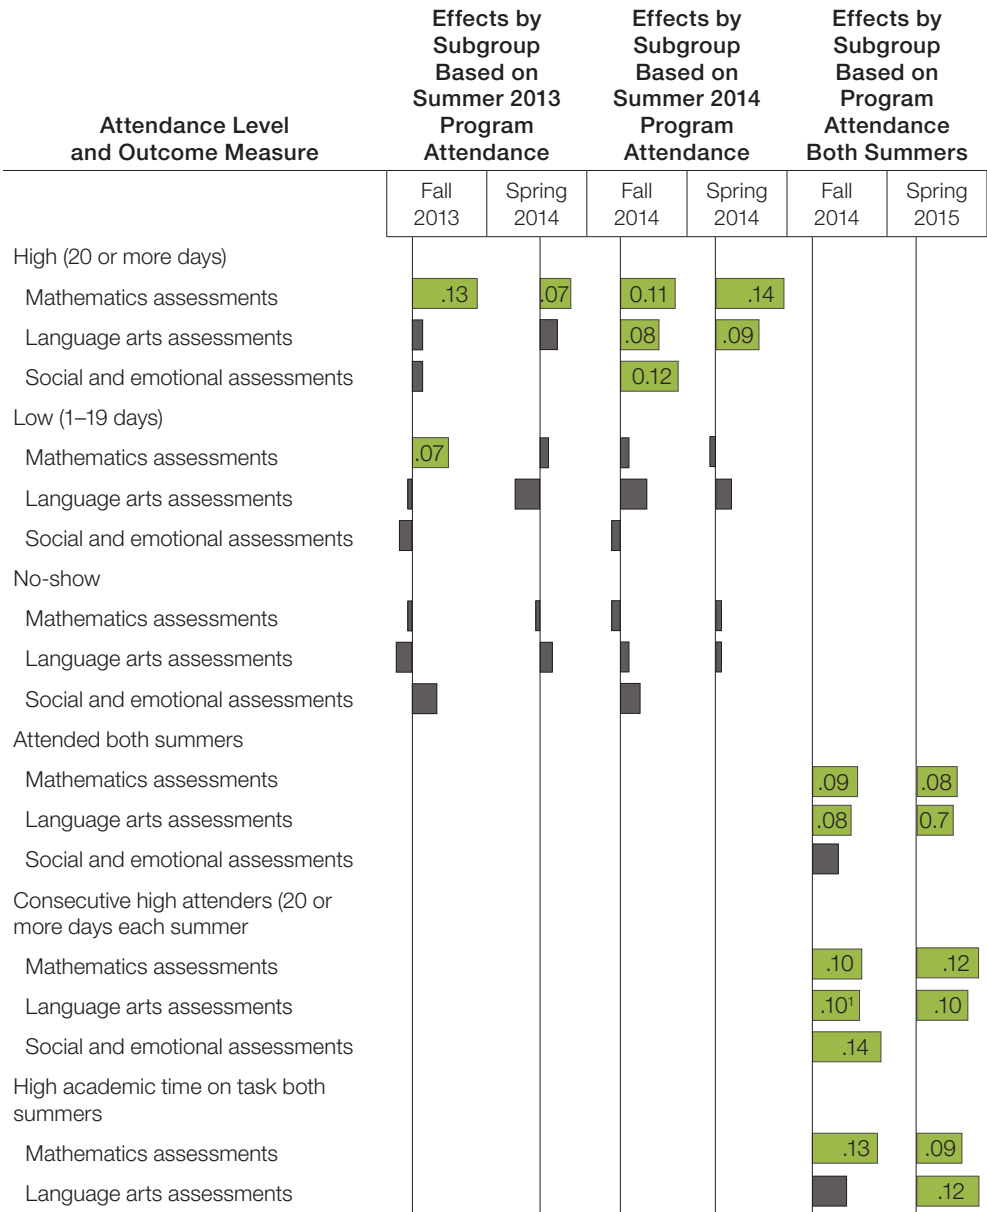 Attendance Level
and Outcome Measure
Effects by
Subgroup
Based on
Summer 2013
Program
Attendance
Effects by
Subgroup
Based on
Summer 2014
Program
Attendance
Effects by
Subgroup
Based on
Program
Attendance
Both Summers
Fall
2013
Spring
2014
Fall
2014
Spring
2014
Fall
2014
Spring
2015
High (20 or more days)
Mathematics assessments .13 .07 0.11 .14
Language arts assessments .08 .09
Social and emotional assessments 0.12
Low (1–19 days)
Mathematics assessments .07
Language arts assessments
Social and emotional assessments
No-show
Mathematics assessments
Language arts assessments
Social and emotional assessments
Attended both summers
Mathematics assessments .09 .08
Language arts assessments .08 0.7
Social and emotional assessments
Consecutive high attenders (20 or
more days each summer
Mathematics assessments .10 .12
Language arts assessments .10¹ .10
Social and emotional assessments .14
High academic time on task both
summers
Mathematics assessments .13 .09
Language arts assessments .12